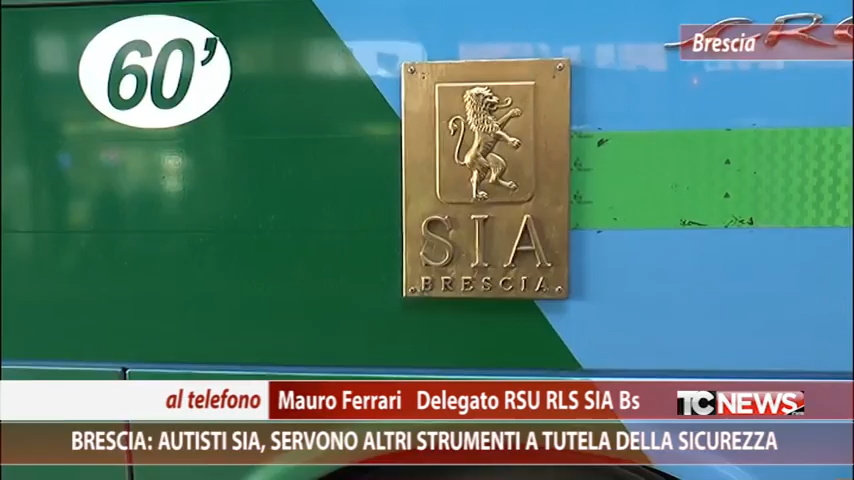 60'
Brescia
SIA
BRESCIA
al telefono
Mauro Ferrari Delegato RSU RLS SIA Bs
TCNEWS
BRESCIA: AUTISTI SIA, SERVONO ALTRI STRUMENTI A TUTELA DELLA SICUREZZA